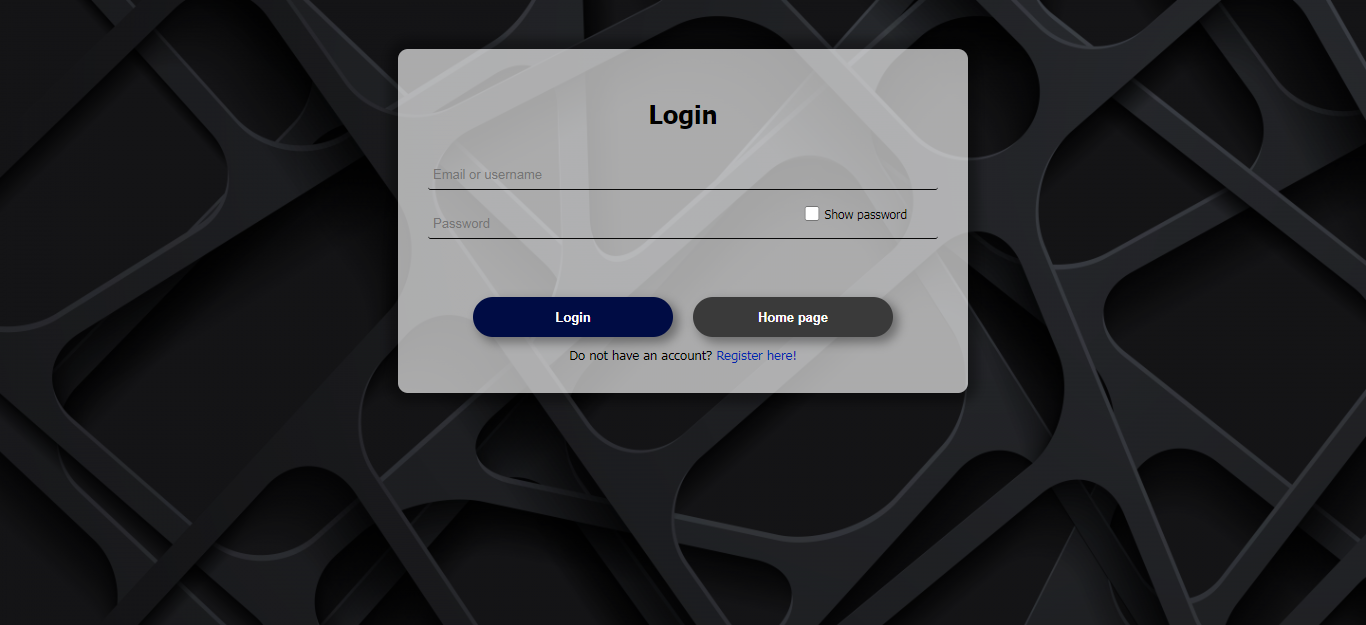 Login
Email or username
Show password
Password
Login
Home page
Do not have an account? Register here!